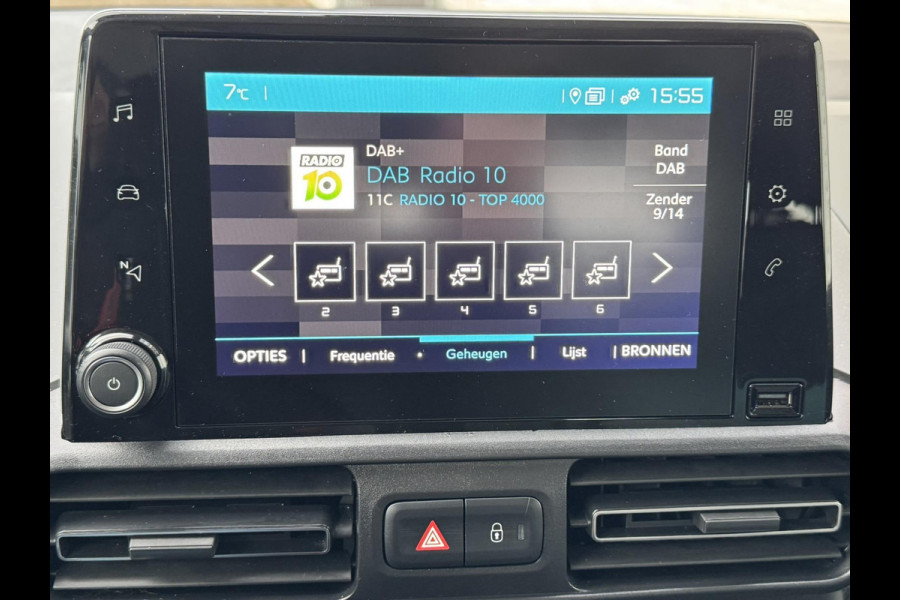 7°C
15:55
RADIO
10
DAB+
DAB Radio 10
11C RADIO 10 - TOP 4000
Band
DAB
Zender
9/14
N
2 3 4 5 6
OPTIES | Frequentie • Geheugen | Lijst | BRONNEN